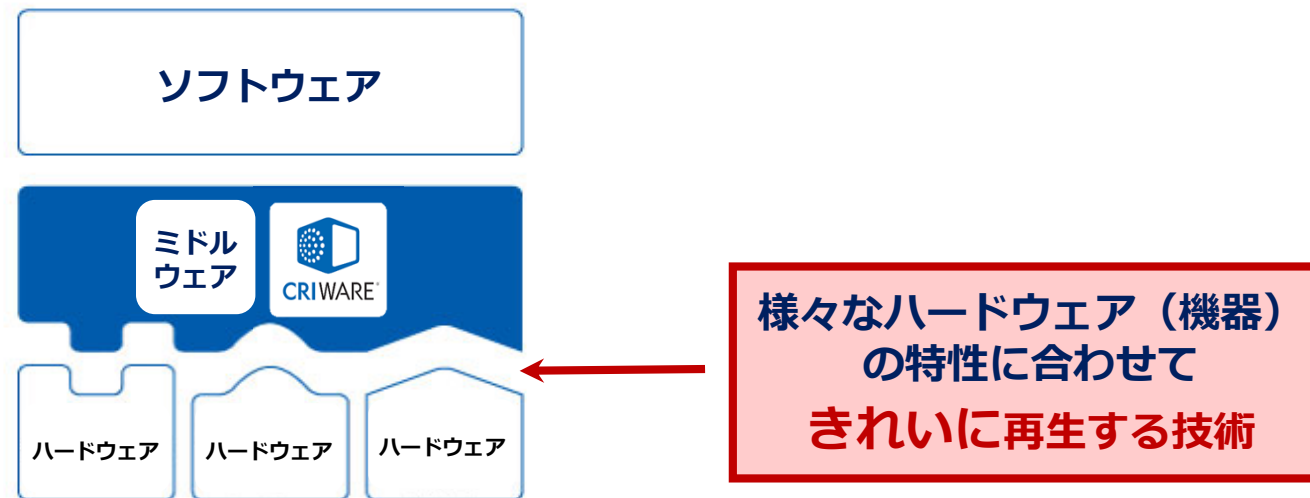 ソフトウェア
ミドル
ウェア
CRIWARE
ハードウェア
ハードウェア
ハードウェア
様々なハードウェア（機器）
の特性に合わせて
きれいに再生する技術